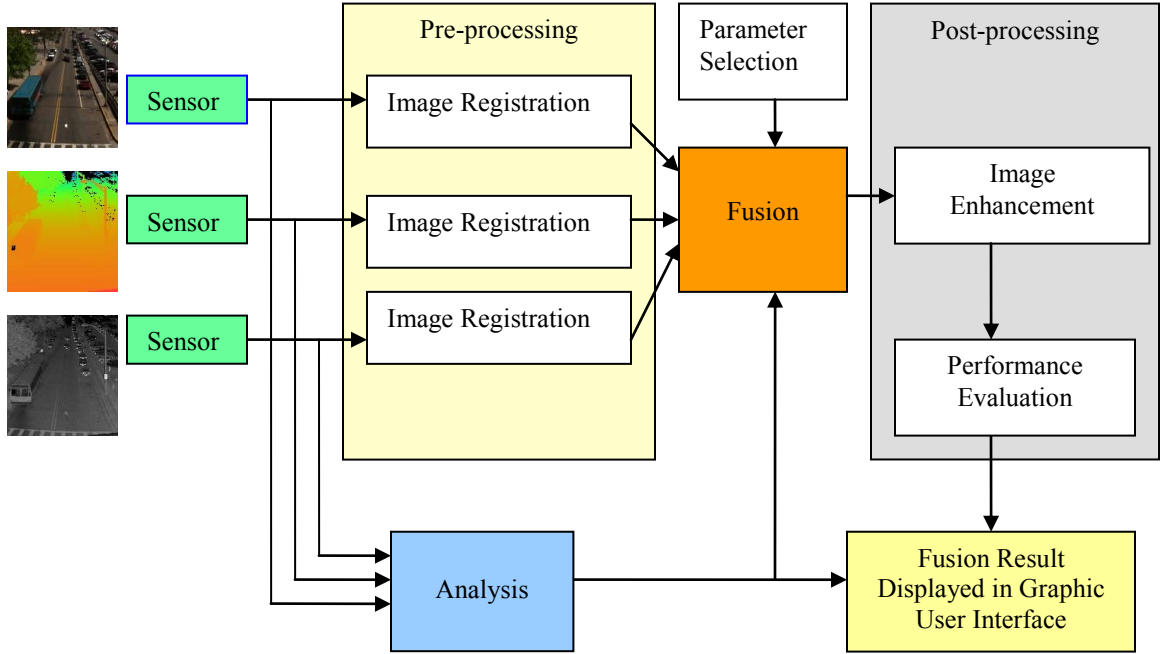 Pre-processing
Parameter
Selection
Post-processing
Sensor
Image Registration
Sensor
Image Registration
Fusion
Image
Enhancement
Sensor
Image Registration
Performance
Evaluation
Analysis
Fusion Result
Displayed in Graphic
User Interface